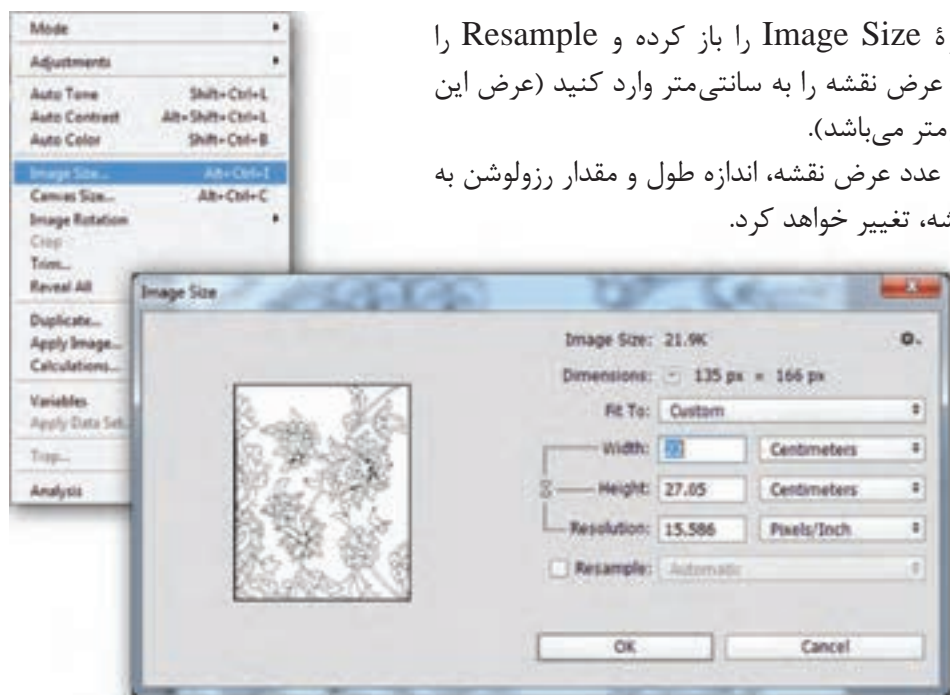 ۀ Image Size را باز کرده و Resample را
عرض نقشه را به سانتی‌متر وارد کنید (عرض این
متر می‌باشد).
عدد عرض نقشه، اندازه طول و مقدار رزولوشن به
شه، تغییر خواهد کرد.
Mode
Adjustments
Auto Tone Shift+Ctrl+L
Auto Contrast Alt+Shift+Ctrl+L
Auto Color Shift+Ctrl+B
Image Size... Alt+Ctrl+I
Canvas Size... Alt+Ctrl+C
Image Rotation
Crop
Trim...
Reveal All
Duplicate...
Apply Image...
Calculations...
Variables
Apply Data Set...
Trap...
Analysis
Image Size
Image Size: 21.9K
Dimensions: 135 px × 166 px
Fit To: Custom
Width: 22 Centimeters
Height: 27.05 Centimeters
Resolution: 15.586 Pixels/Inch
Resample: Automatic
OK Cancel